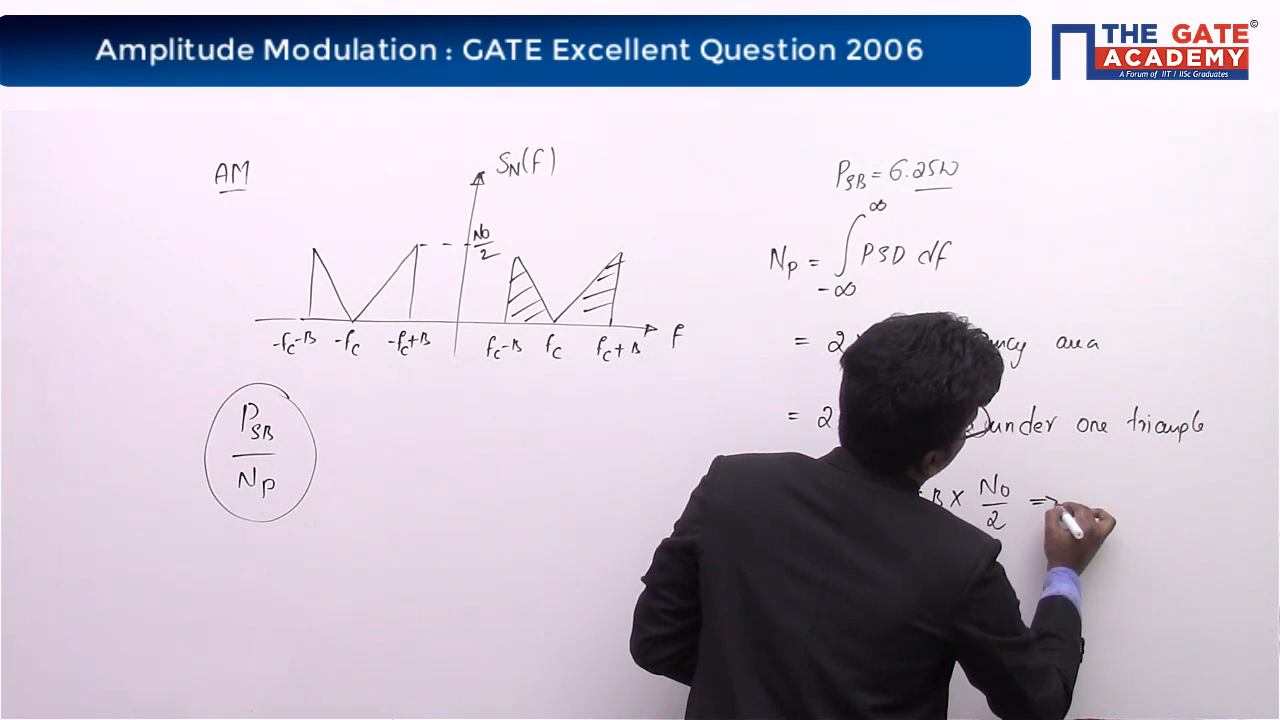 Amplitude Modulation : GATE Excellent Question 2006
THE GATE ACADEMY
©
A Forum of IIT / IISc Graduates
AM
S_N(f)
N0/2
-fc-B -fc -fc+B fc-B fc fc+B f
P_SB
N_P
P_SB = 6.25W
N_P = ∫_{-∞}^{∞} PSD df
= 2 area
= 2 under one triangle
B × N0/2 =>